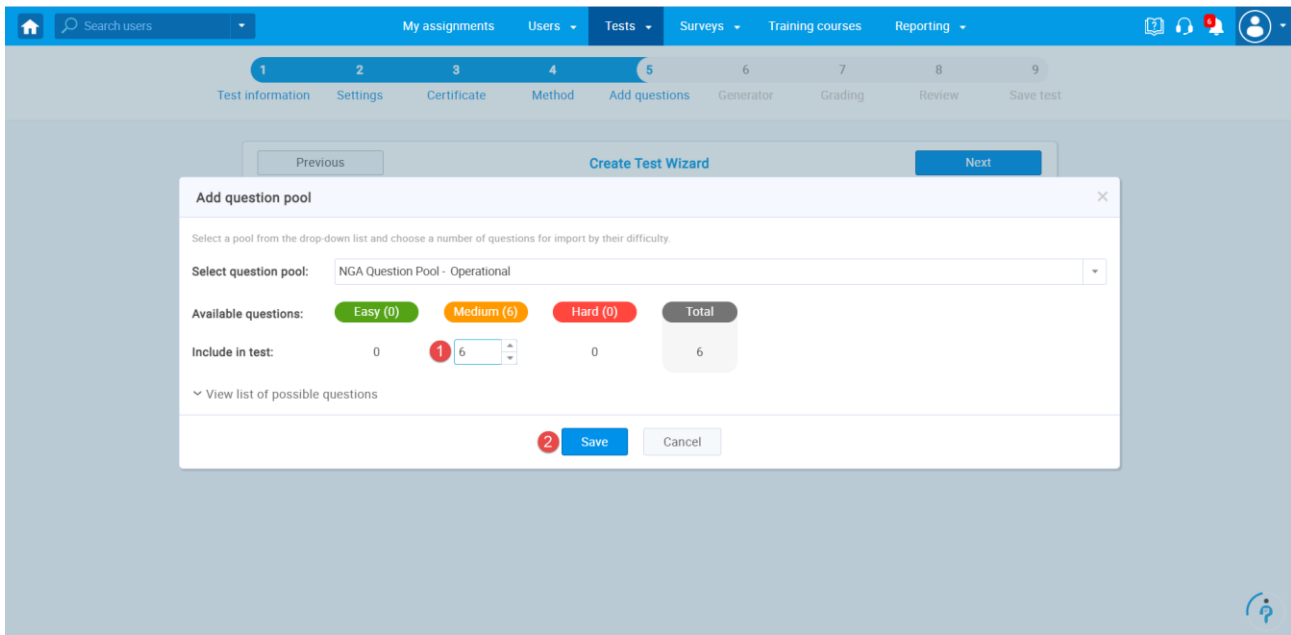 Search users My assignments Users Tests Surveys Training courses Reporting 6
1 2 3 4 5 6 7 8 9
Test information Settings Certificate Method Add questions Generator Grading Review Save test
Previous Create Test Wizard Next
Add question pool
Select a pool from the drop-down list and choose a number of questions for import by their difficulty.
Select question pool: NGA Question Pool - Operational
Available questions: Easy (0) Medium (6) Hard (0) Total
Include in test: 0 1 6 0 6
View list of possible questions
2 Save Cancel